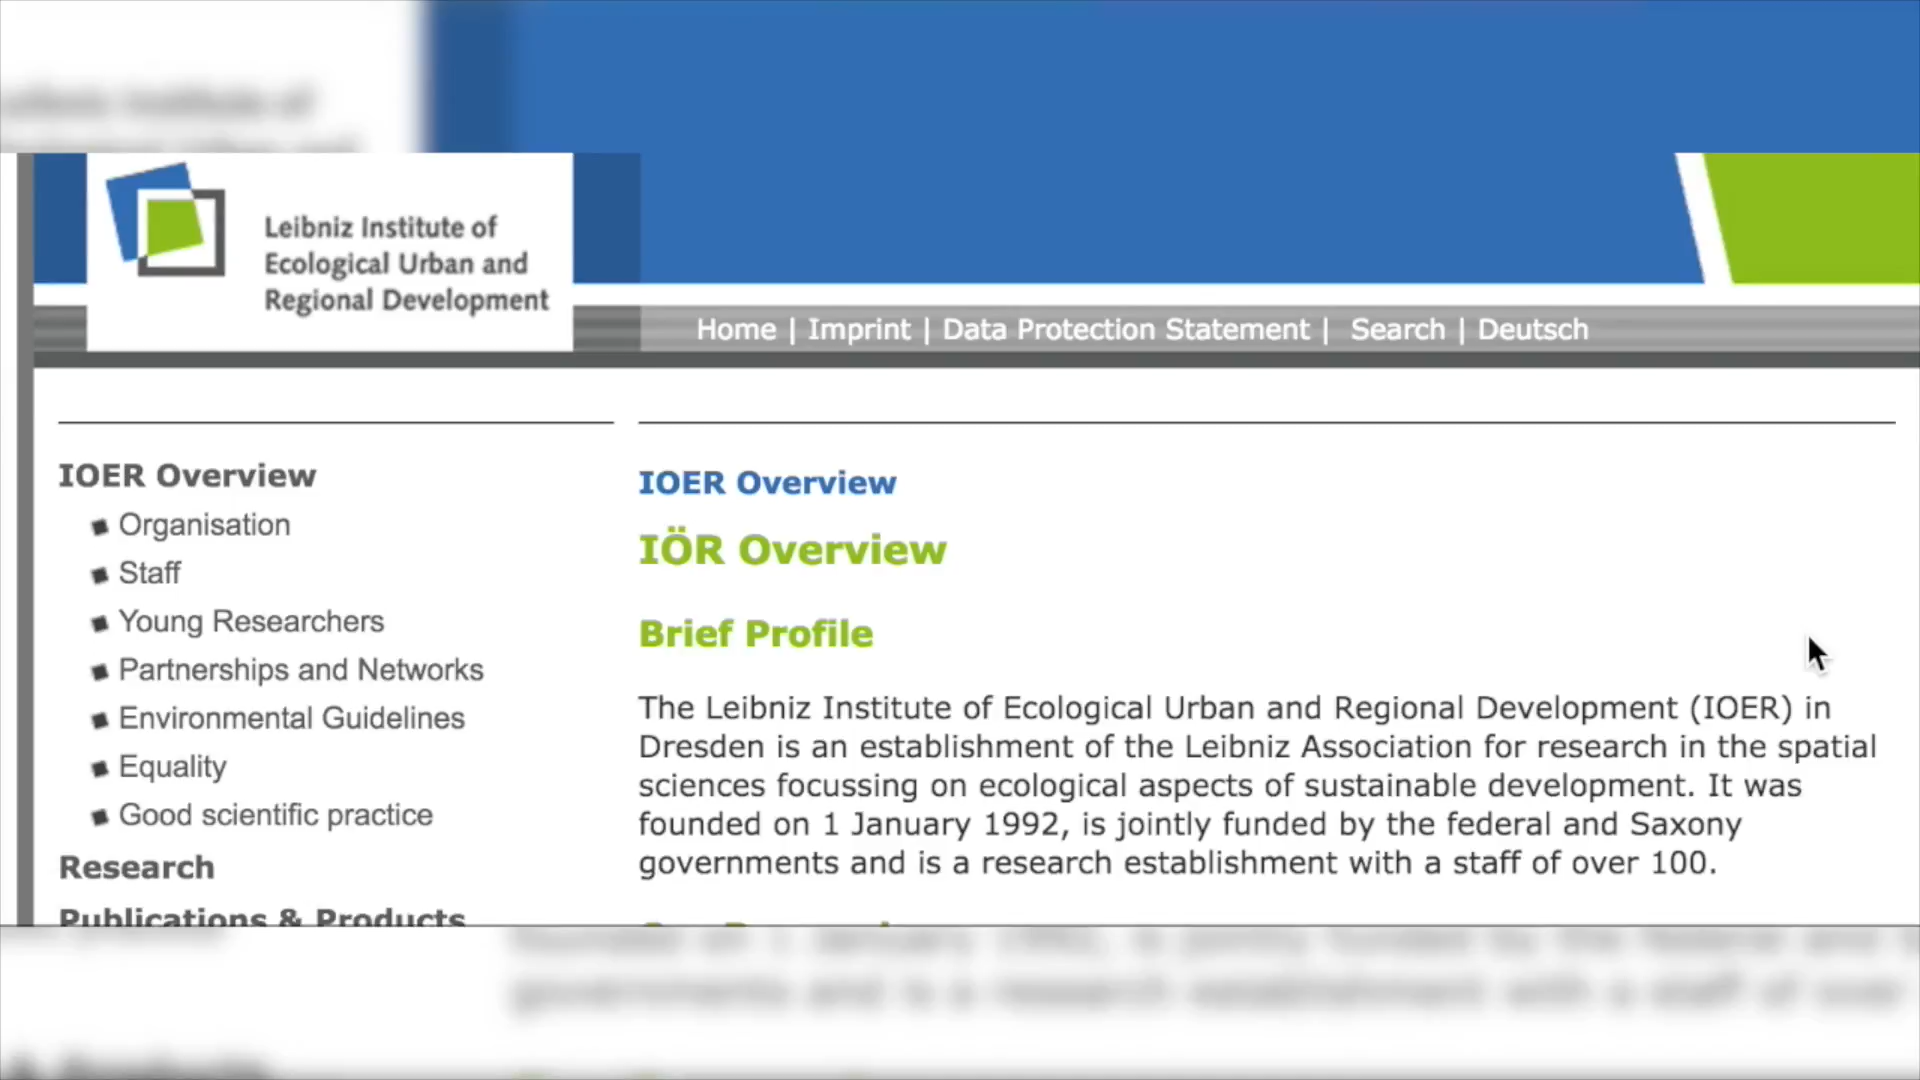 Leibniz Institute of
Ecological Urban and
Regional Development
Home | Imprint | Data Protection Statement | Search | Deutsch
IOER Overview
Organisation
Staff
Young Researchers
Partnerships and Networks
Environmental Guidelines
Equality
Good scientific practice
Research
Publications & Products
IOER Overview
IÖR Overview
Brief Profile
The Leibniz Institute of Ecological Urban and Regional Development (IOER) in
Dresden is an establishment of the Leibniz Association for research in the spatial
sciences focussing on ecological aspects of sustainable development. It was
founded on 1 January 1992, is jointly funded by the federal and Saxony
governments and is a research establishment with a staff of over 100.